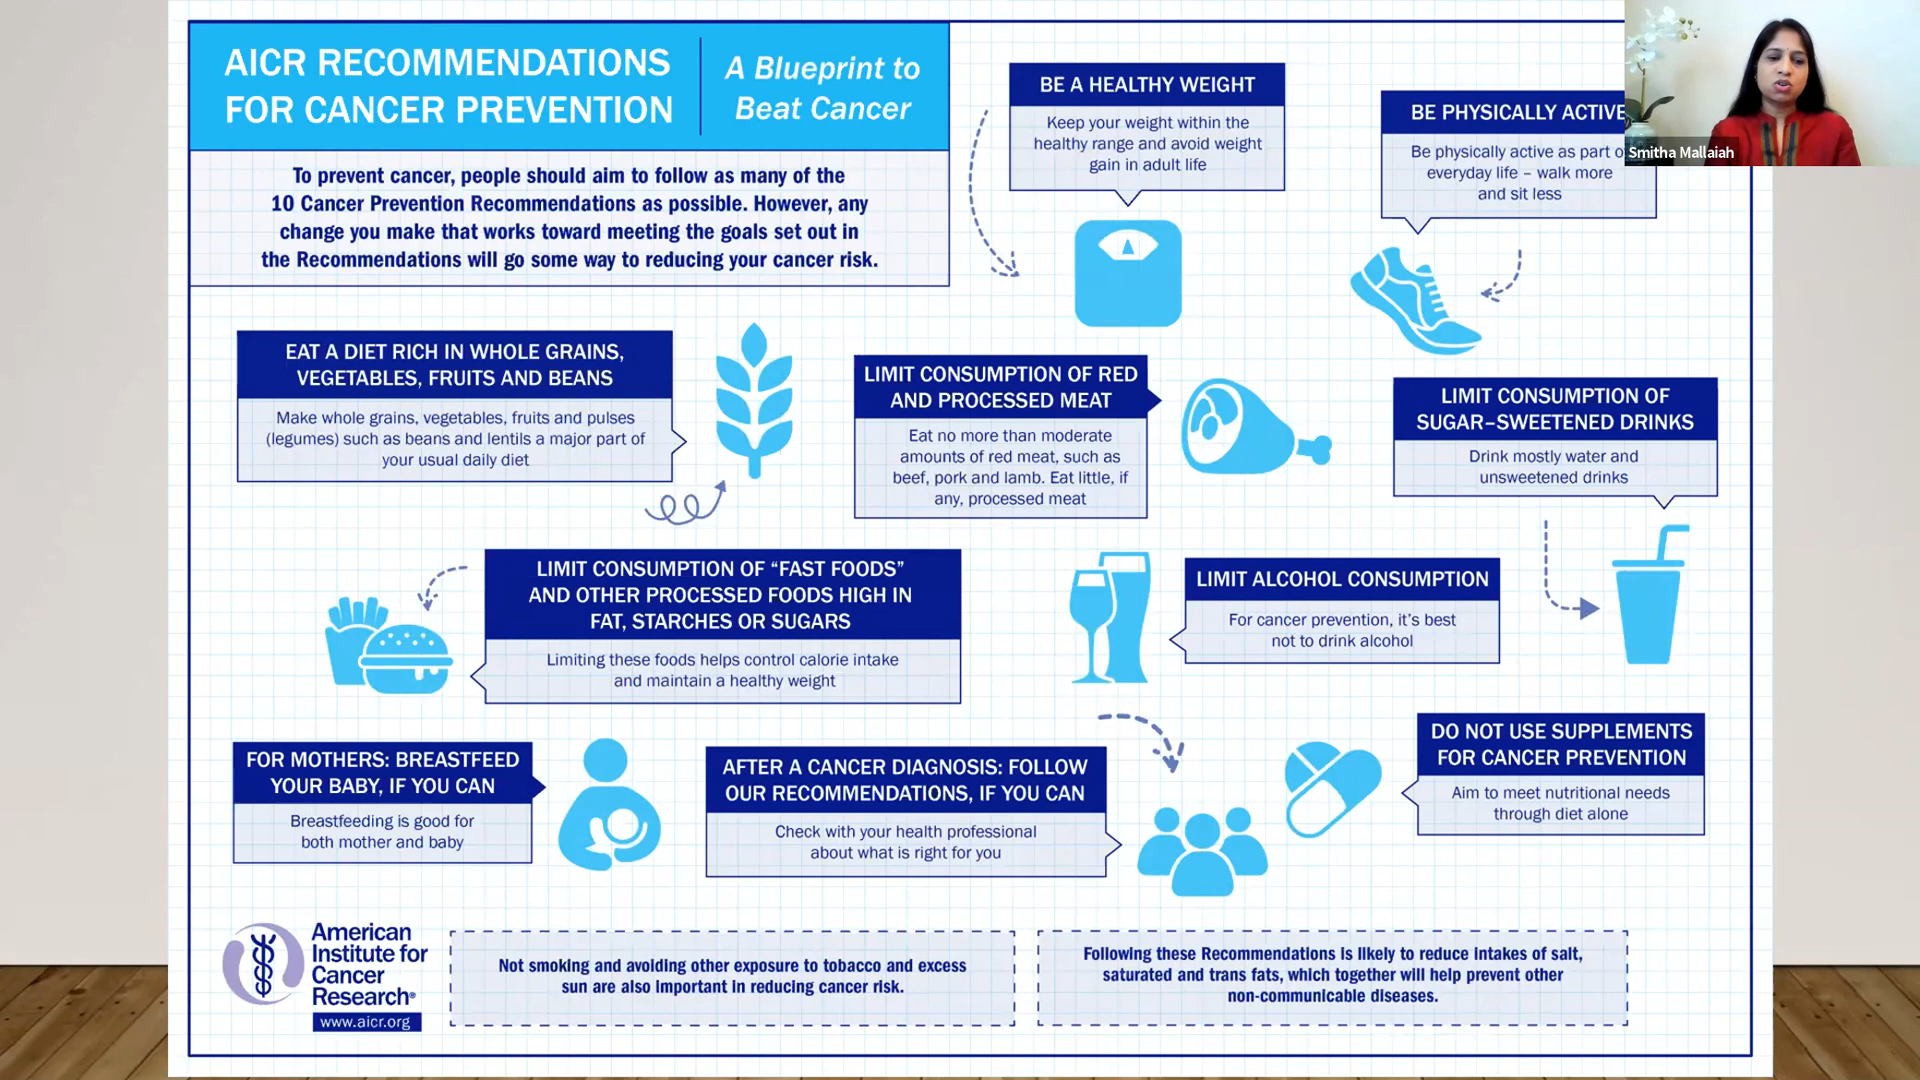 AICR RECOMMENDATIONS
FOR CANCER PREVENTION
A Blueprint to
Beat Cancer
To prevent cancer, people should aim to follow as many of the
10 Cancer Prevention Recommendations as possible. However, any
change you make that works toward meeting the goals set out in
the Recommendations will go some way to reducing your cancer risk.
BE A HEALTHY WEIGHT
Keep your weight within the
healthy range and avoid weight
gain in adult life
BE PHYSICALLY ACTIVE
Be physically active as part o
everyday life – walk more
and sit less
Smitha Mallaiah
EAT A DIET RICH IN WHOLE GRAINS,
VEGETABLES, FRUITS AND BEANS
Make whole grains, vegetables, fruits and pulses
(legumes) such as beans and lentils a major part of
your usual daily diet
LIMIT CONSUMPTION OF RED
AND PROCESSED MEAT
Eat no more than moderate
amounts of red meat, such as
beef, pork and lamb. Eat little, if
any, processed meat
LIMIT CONSUMPTION OF
SUGAR–SWEETENED DRINKS
Drink mostly water and
unsweetened drinks
LIMIT CONSUMPTION OF “FAST FOODS”
AND OTHER PROCESSED FOODS HIGH IN
FAT, STARCHES OR SUGARS
Limiting these foods helps control calorie intake
and maintain a healthy weight
LIMIT ALCOHOL CONSUMPTION
For cancer prevention, it’s best
not to drink alcohol
FOR MOTHERS: BREASTFEED
YOUR BABY, IF YOU CAN
Breastfeeding is good for
both mother and baby
AFTER A CANCER DIAGNOSIS: FOLLOW
OUR RECOMMENDATIONS, IF YOU CAN
Check with your health professional
about what is right for you
DO NOT USE SUPPLEMENTS
FOR CANCER PREVENTION
Aim to meet nutritional needs
through diet alone
American
Institute for
Cancer
Research®
www.aicr.org
Not smoking and avoiding other exposure to tobacco and excess
sun are also important in reducing cancer risk.
Following these Recommendations is likely to reduce intakes of salt,
saturated and trans fats, which together will help prevent other
non-communicable diseases.